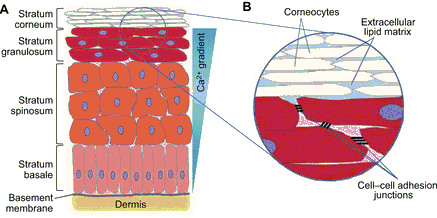 A
Stratum
corneum
Stratum
granulosum
Stratum
spinosum
Stratum
basale
Basement
membrane
Dermis
Ca2+ gradient
B
Corneocytes
Extracellular
lipid matrix
Cell–cell adhesion
junctions